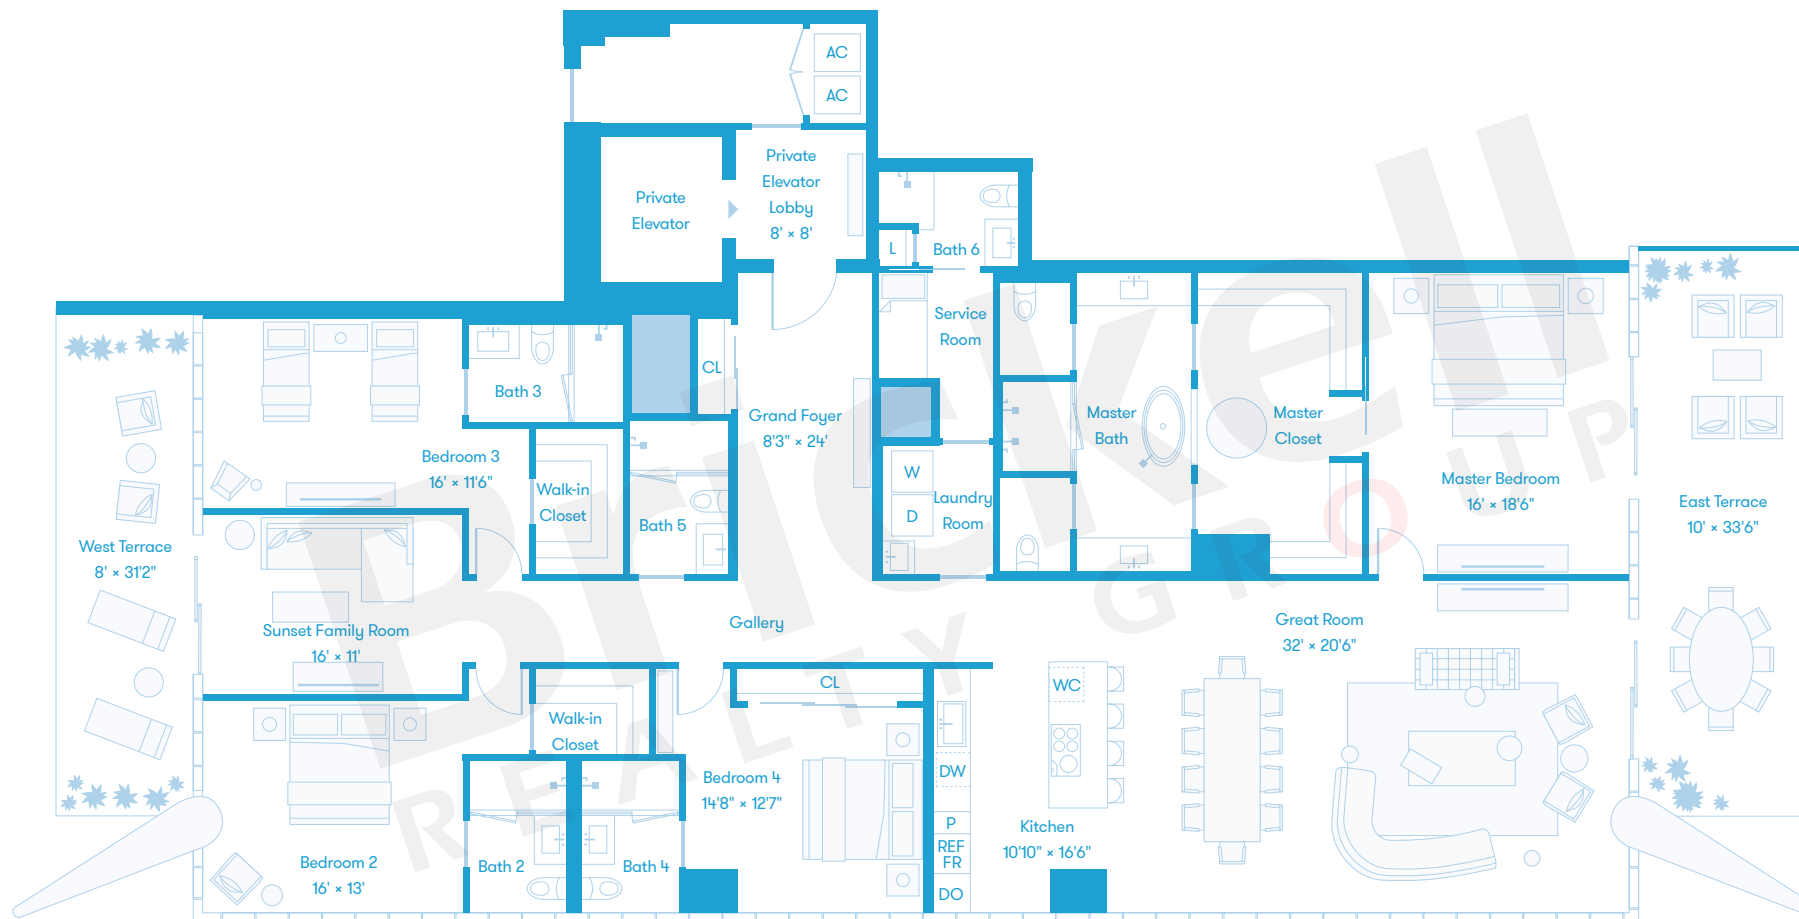 AC
AC
Private
Elevator
Lobby
8' × 8'
Private
Elevator
L
Bath 6
Service
Room
CL
Bath 3
Grand Foyer
8'3" × 24'
Master
Bath
Master
Closet
Bedroom 3
16' × 11'6"
Walk-in
Closet
Bath 5
W
D
Laundry
Room
Master Bedroom
16' × 18'6"
East Terrace
10' × 33'6"
West Terrace
8' × 31'2"
Sunset Family Room
16' × 11'
Gallery
Great Room
32' × 20'6"
CL
WC
Walk-in
Closet
Bedroom 4
14'8" × 12'7"
DW
P
REF
FR
DO
Kitchen
10'10" × 16'6"
Bedroom 2
16' × 13'
Bath 2
Bath 4
Brickell
REALTY GROUP